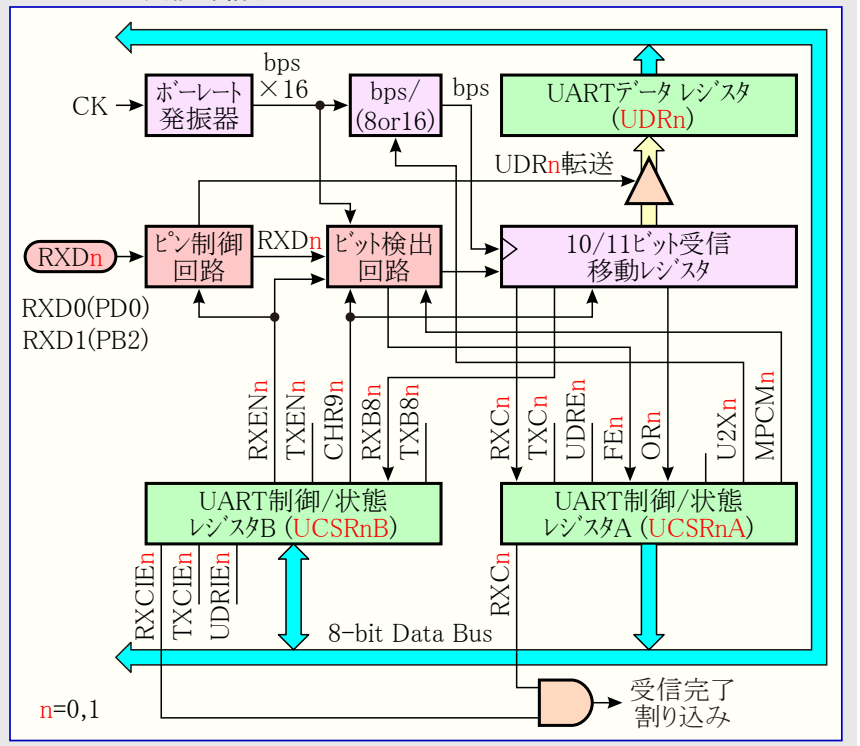 bps
×16
CK
ボーレート
発振器
bps/
(8or16)
bps
UARTデータ レジスタ
(UDRn)
UDRn転送
RXDn
ピン制御
回路
RXDn
ビット検出
回路
10/11ビット受信
移動レジスタ
RXD0(PD0)
RXD1(PB2)
RXENn
TXENn
CHR9n
RXB8n
TXB8n
RXCn
TXCn
UDREn
FEn
ORn
U2Xn
MPCMn
UART制御/状態
レジスタB (UCSRnB)
UART制御/状態
レジスタA (UCSRnA)
RXCIEn
TXCIEn
UDRIEn
RXCn
8-bit Data Bus
n=0,1
受信完了
割り込み